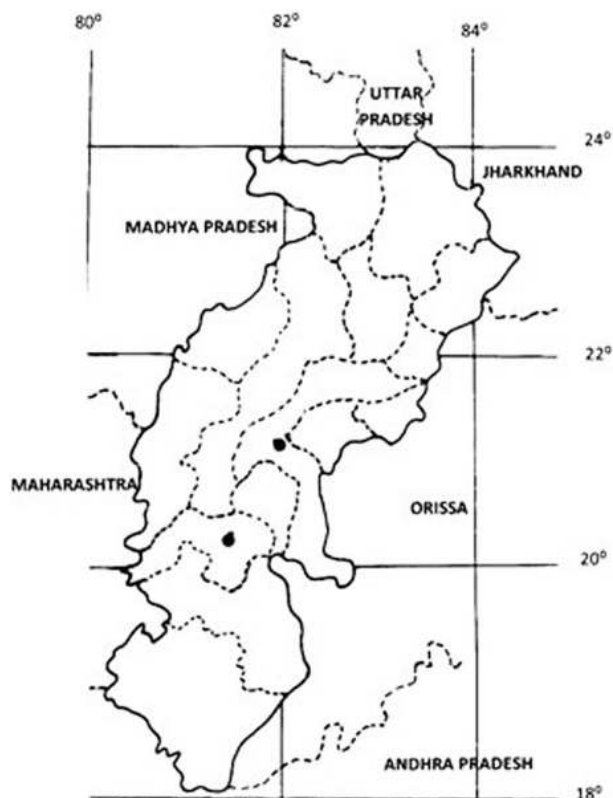 80°
82°
84°
UTTAR
PRADESH
24°
JHARKHAND
MADHYA PRADESH
22°
MAHARASHTRA
ORISSA
20°
ANDHRA PRADESH
18°